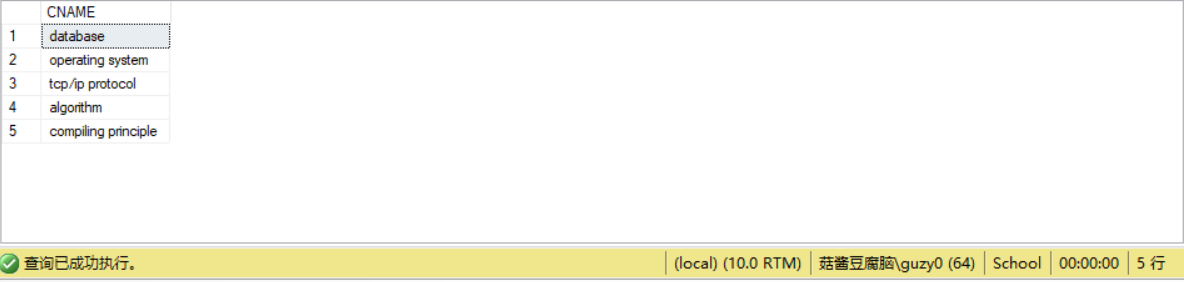 CNAME
1 database
2 operating system
3 tcp/ip protocol
4 algorithm
5 compiling principle
查询已成功执行。 (local) (10.0 RTM) 菇酱豆腐脑\guzy0 (64) School 00:00:00 5 行